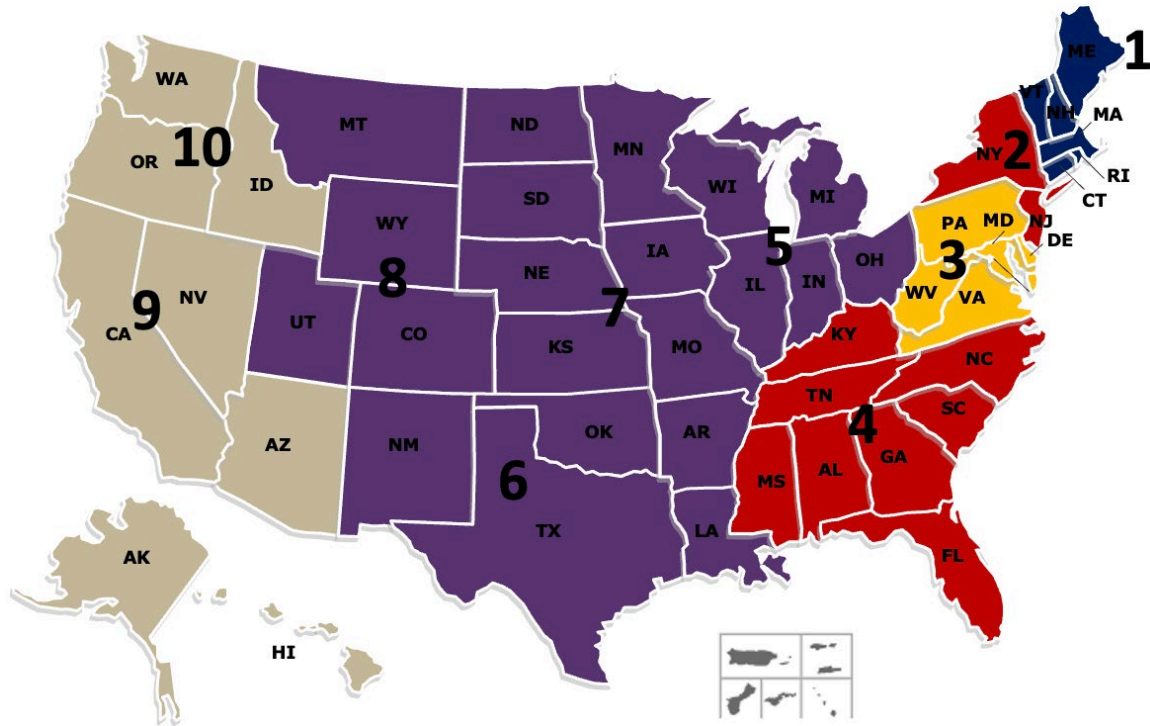 ME
1
WA
VT
NH
MA
MT
ND
MN
OR
10
NY
2
RI
ID
WI
MI
CT
SD
WY
PA
MD
NJ
DE
5
IA
OH
3
NE
8
IL
IN
WV
VA
NV
9
7
UT
CO
CA
KS
MO
KY
NC
TN
SC
AZ
NM
OK
AR
4
GA
6
MS
AL
TX
LA
FL
AK
HI